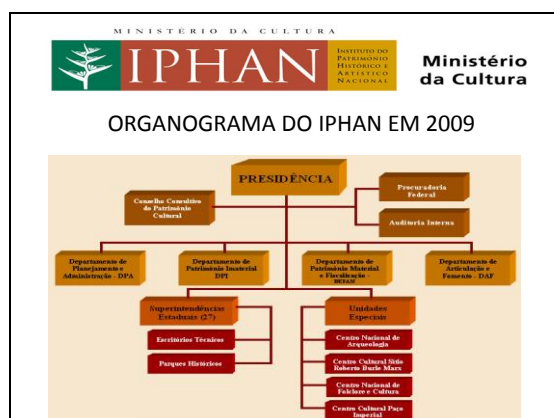 MINISTÉRIO DA CULTURA
IPHAN
INSTITUTO DO
PATRIMÔNIO
HISTÓRICO E
ARTÍSTICO
NACIONAL
Ministério
da Cultura
ORGANOGRAMA DO IPHAN EM 2009
PRESIDÊNCIA
Conselho Consultivo
do Patrimônio
Cultural
Procuradoria
Federal
Auditoria Interna
Departamento de
Planejamento e
Administração - DPA
Departamento de
Patrimônio Imaterial
DPI
Departamento de
Patrimônio Material
e Fiscalização -
Departamento de
Articulação e
Fomento - DAF
Superintendências
Estaduais (27)
Unidades
Especiais
Escritórios Técnicos
Parques Históricos
Centro Nacional de
Arqueologia
Centro Cultural Sítio
Roberto Burle Marx
Centro Nacional de
Folclore e Cultura
Centro Cultural Paço
Imperial